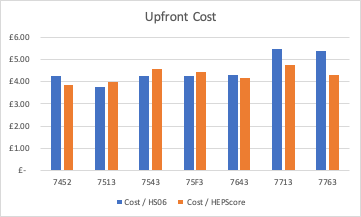 Upfront Cost
£6.00
£5.00
£4.00
£3.00
£2.00
£1.00
£-
7452 7513 7543 75F3 7643 7713 7763
Cost / HS06 Cost / HEPScore